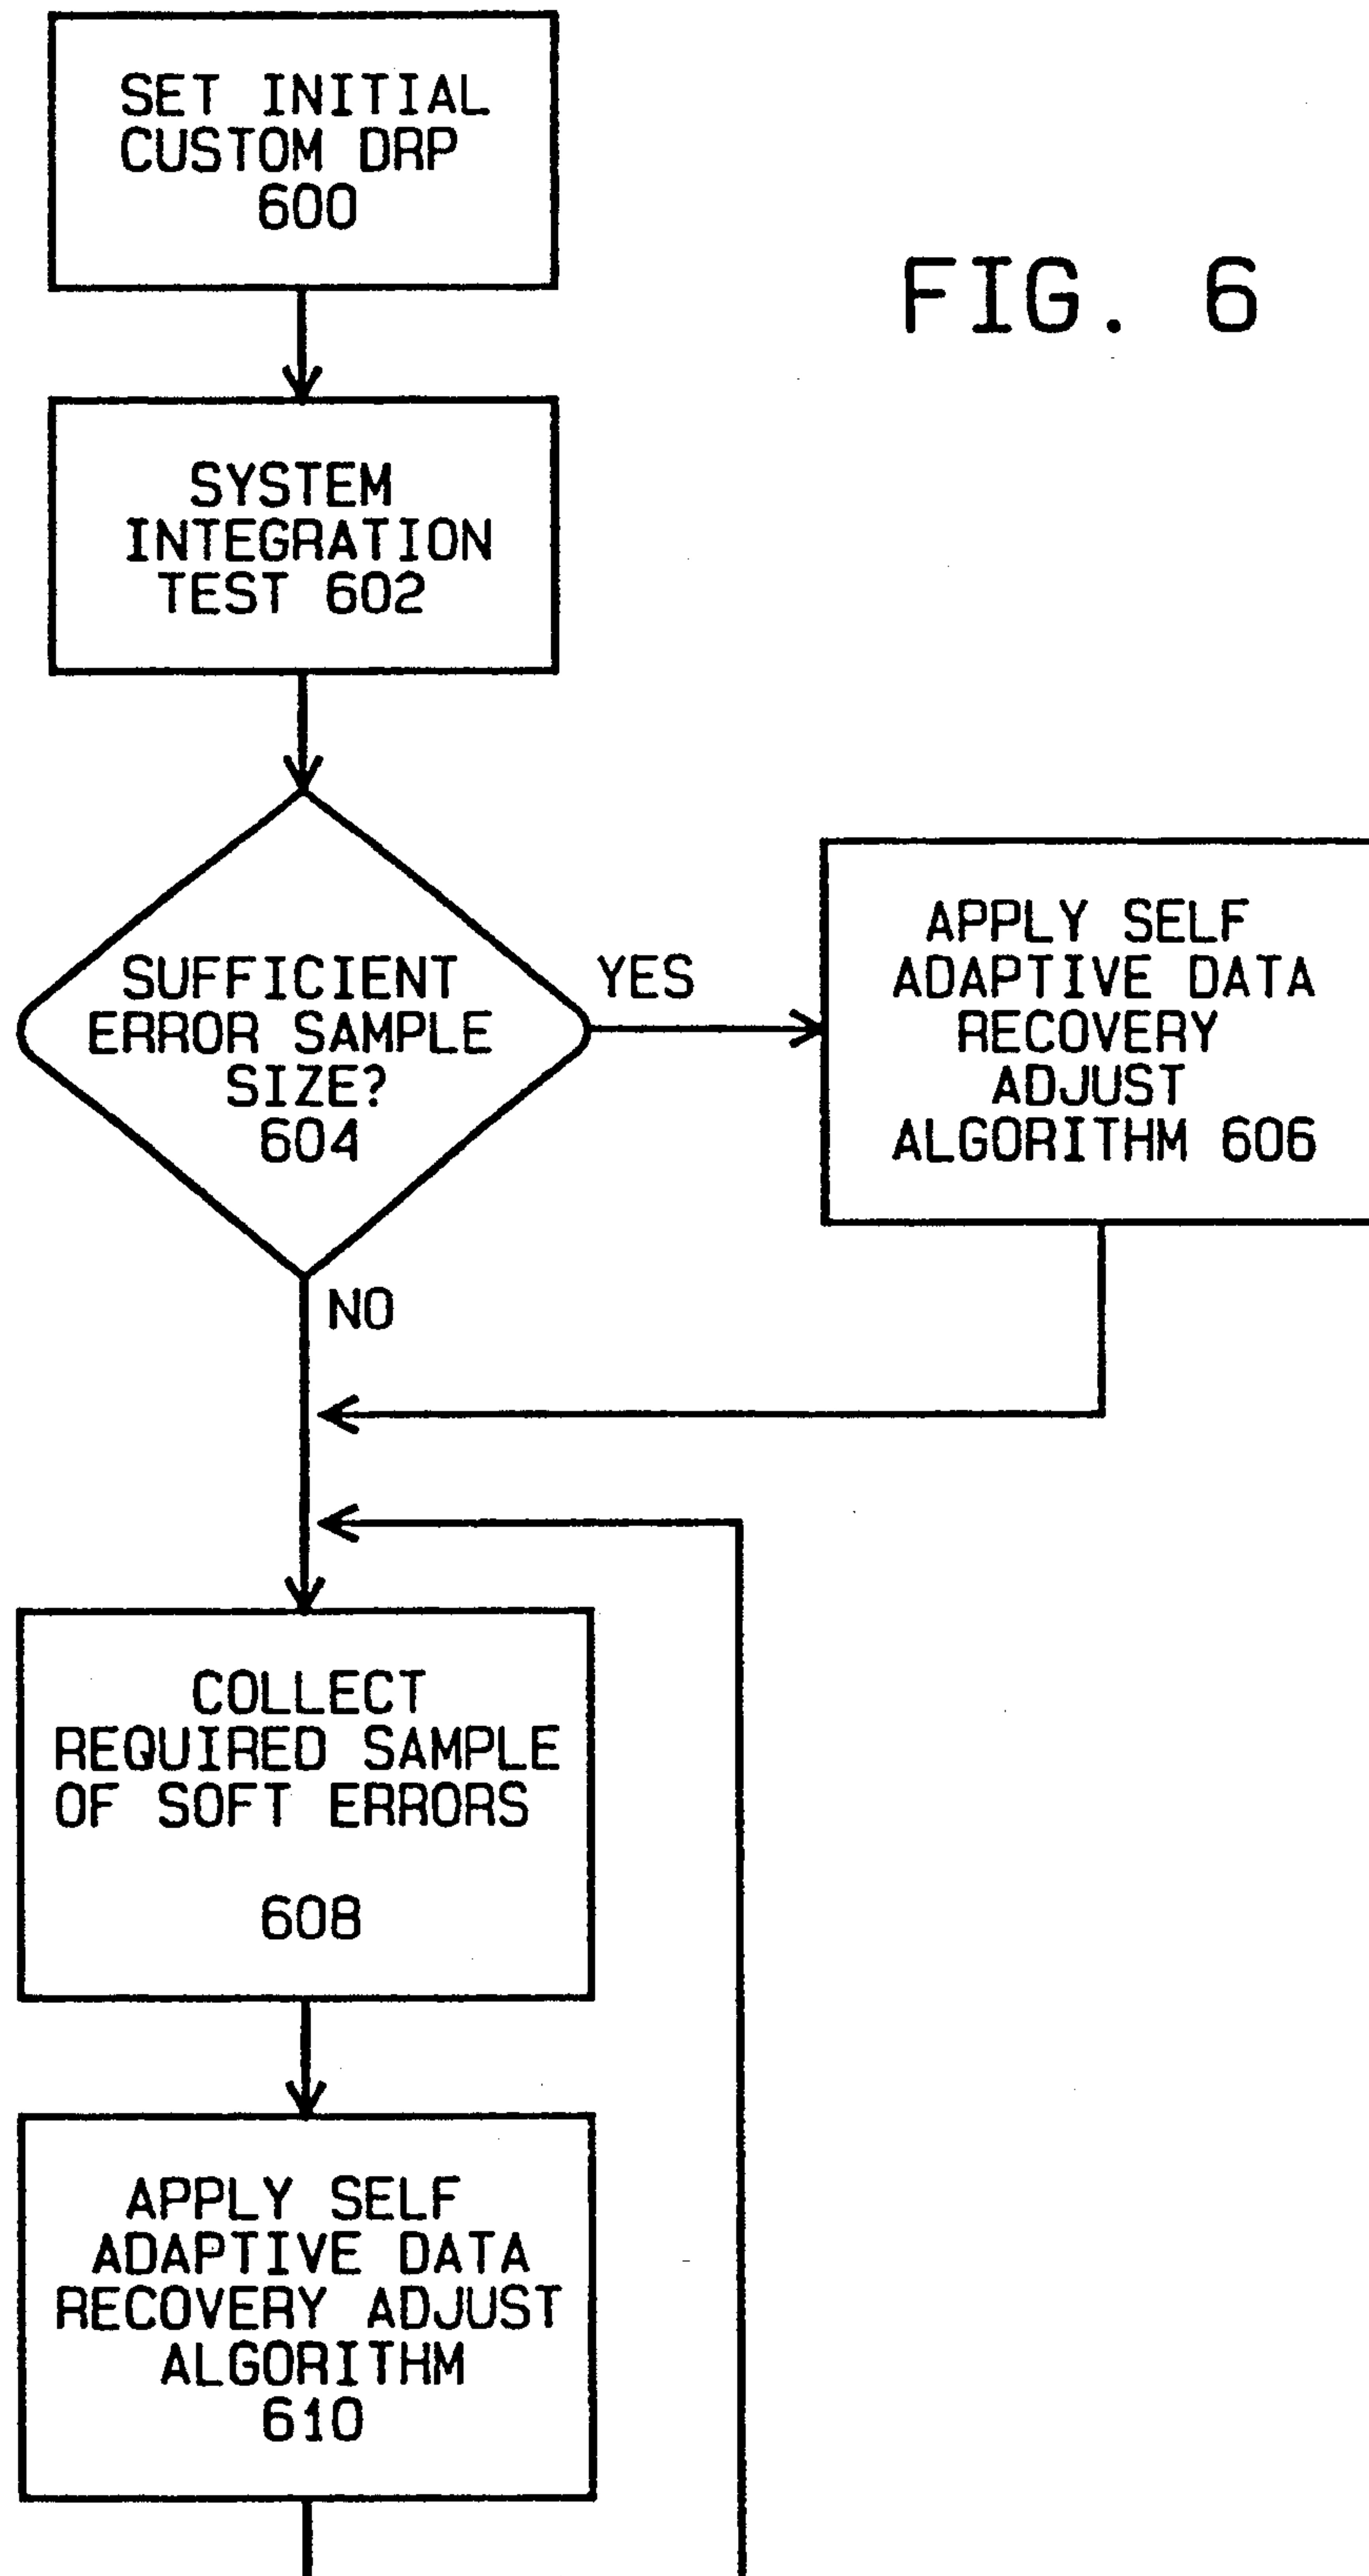 SET INITIAL
CUSTOM DRP
600
FIG. 6
SYSTEM
INTEGRATION
TEST 602
SUFFICIENT
ERROR SAMPLE
SIZE?
604
YES
APPLY SELF
ADAPTIVE DATA
RECOVERY
ADJUST
ALGORITHM 606
NO
COLLECT
REQUIRED SAMPLE
OF SOFT ERRORS
608
APPLY SELF
ADAPTIVE DATA
RECOVERY ADJUST
ALGORITHM
610